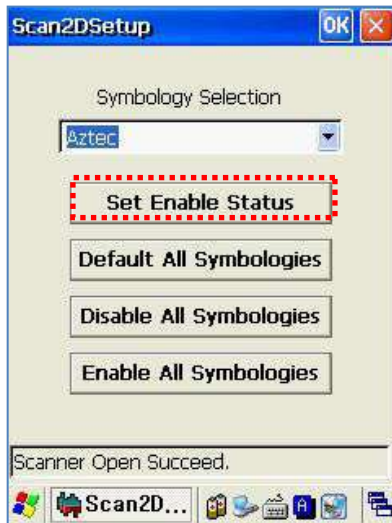 Scan2DSetup OK
Symbology Selection
Aztec
Set Enable Status
Default All Symbologies
Disable All Symbologies
Enable All Symbologies
Scanner Open Succeed.
Scan2D... A